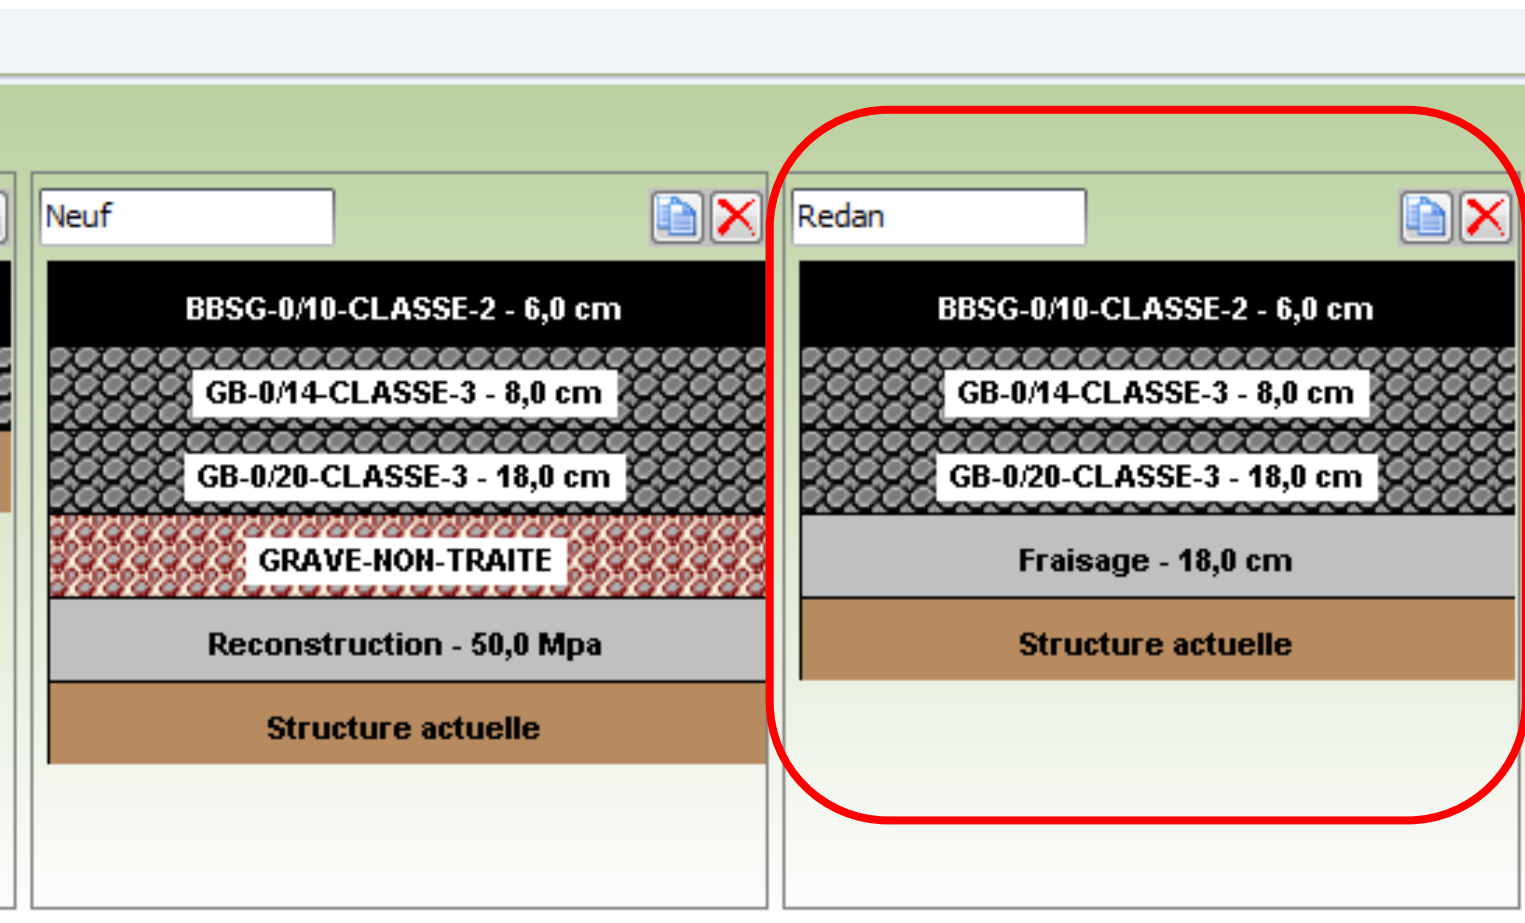 Neuf
BBSG-0/10-CLASSE-2 - 6,0 cm
GB-0/14-CLASSE-3 - 8,0 cm
GB-0/20-CLASSE-3 - 18,0 cm
GRAVE-NON-TRAITE
Reconstruction - 50,0 Mpa
Structure actuelle
Redan
BBSG-0/10-CLASSE-2 - 6,0 cm
GB-0/14-CLASSE-3 - 8,0 cm
GB-0/20-CLASSE-3 - 18,0 cm
Fraisage - 18,0 cm
Structure actuelle